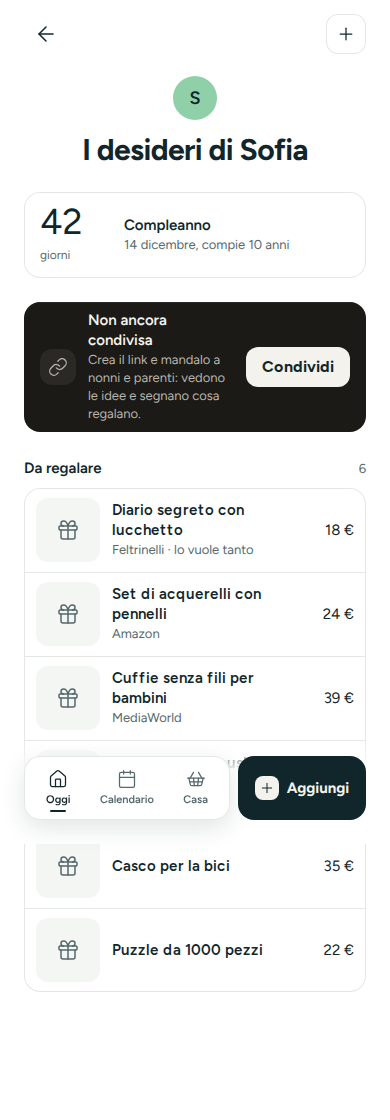 S
I desideri di Sofia
42
giorni
Compleanno
14 dicembre, compie 10 anni
Non ancora
condivisa
Crea il link e mandalo a
nonni e parenti: vedono
le idee e segnano cosa
regalano.
Condividi
Da regalare
6
Diario segreto con
lucchetto
Feltrinelli · lo vuole tanto
18 €
Set di acquerelli con
pennelli
Amazon
24 €
Cuffie senza fili per
bambini
MediaWorld
39 €
Oggi
Calendario
Casa
Aggiungi
Casco per la bici
35 €
Puzzle da 1000 pezzi
22 €